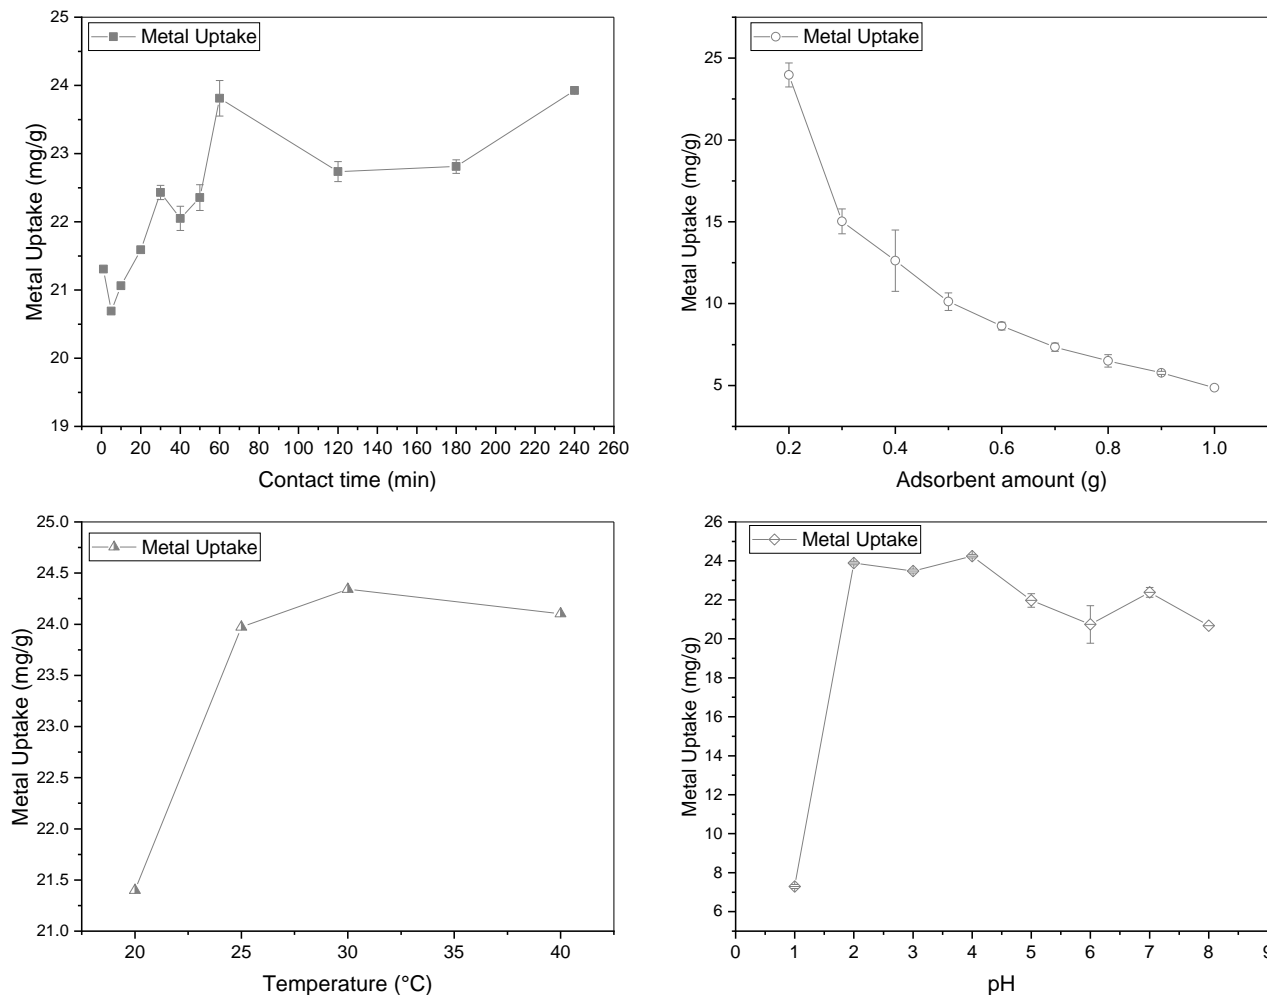 Metal Uptake
25
24
23
22
21
20
19
Metal Uptake (mg/g)
0 20 40 60 80 100 120 140 160 180 200 220 240 260
Contact time (min)
Metal Uptake
25
20
15
10
5
Metal Uptake (mg/g)
0.2 0.4 0.6 0.8 1.0
Adsorbent amount (g)
Metal Uptake
25.0
24.5
24.0
23.5
23.0
22.5
22.0
21.5
21.0
Metal Uptake (mg/g)
20 25 30 35 40
Temperature (°C)
Metal Uptake
26
24
22
20
18
16
14
12
10
8
6
Metal Uptake (mg/g)
0 1 2 3 4 5 6 7 8 9
pH